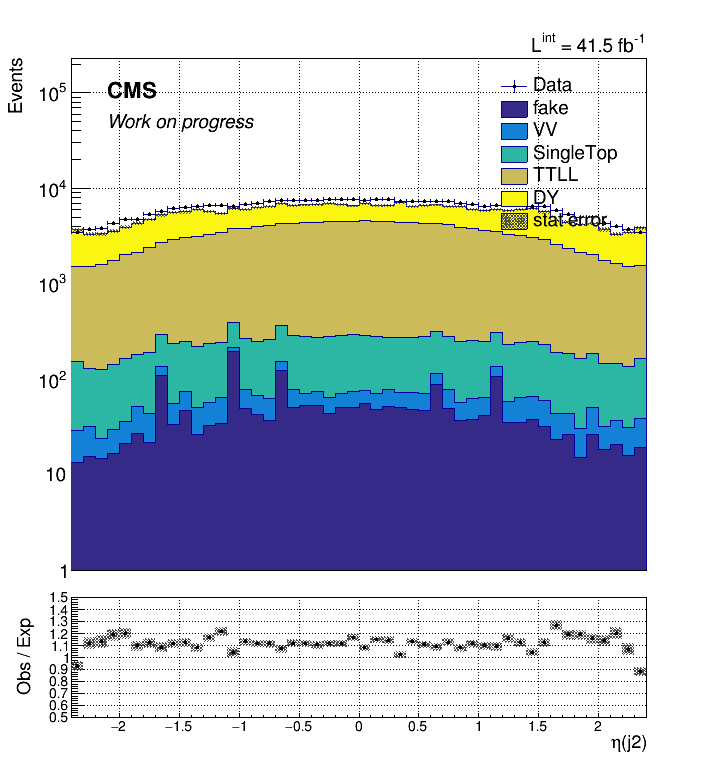 L^int = 41.5 fb^-1
Events
10^5
10^4
10^3
10^2
10
1
CMS
Work on progress
Data
fake
VV
SingleTop
TTLL
DY
stat error
Obs / Exp
1.5
1.4
1.3
1.2
1.1
1
0.9
0.8
0.7
0.6
0.5
−2 −1.5 −1 −0.5 0 0.5 1 1.5 2
η(j2)